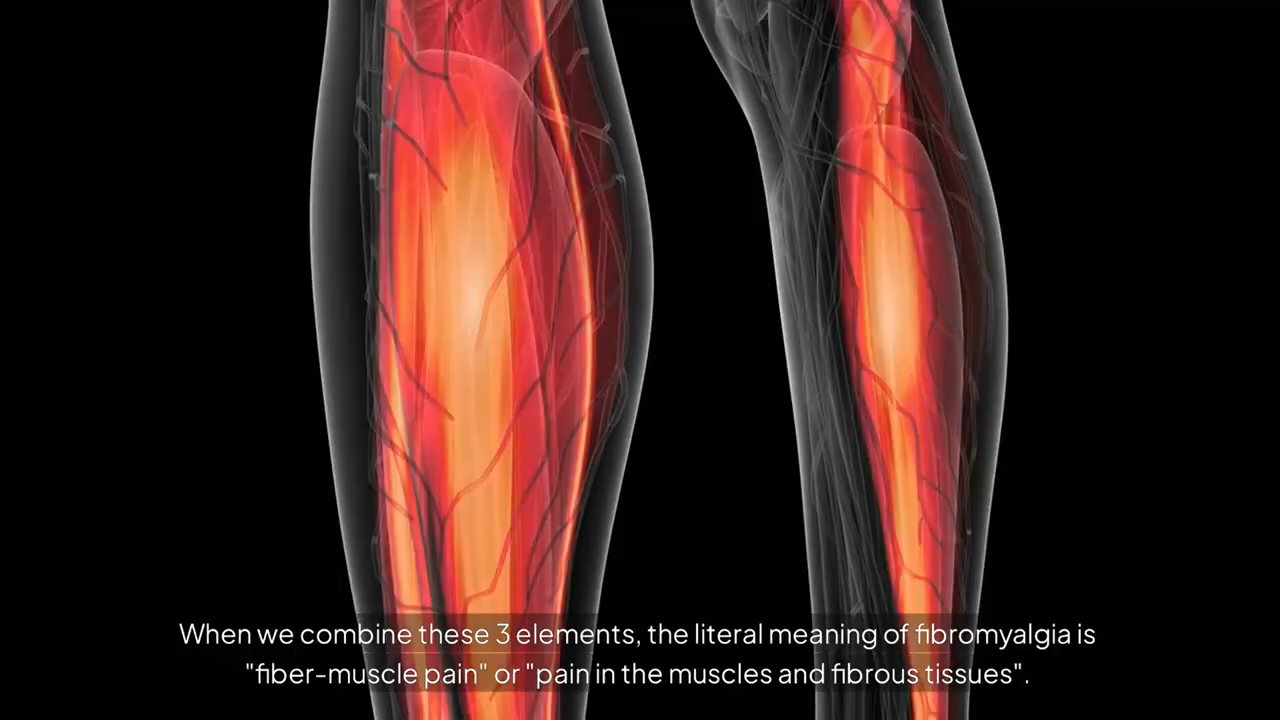 When we combine these 3 elements, the literal meaning of fibromyalgia is
"fiber-muscle pain" or "pain in the muscles and fibrous tissues".